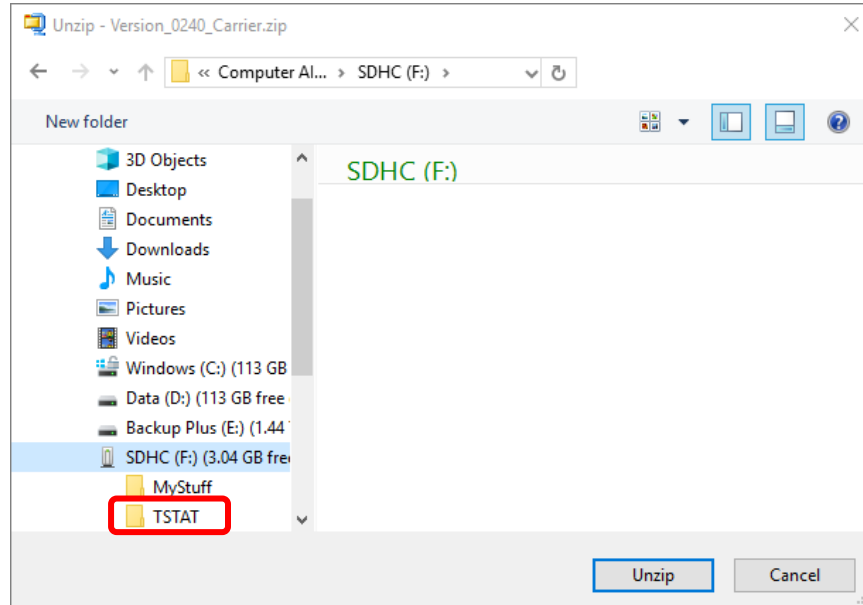 Unzip - Version_0240_Carrier.zip
« Computer Al... › SDHC (F:) ›
New folder
3D Objects
Desktop
Documents
Downloads
Music
Pictures
Videos
Windows (C:) (113 GB
Data (D:) (113 GB free
Backup Plus (E:) (1.44
SDHC (F:) (3.04 GB fre
MyStuff
TSTAT
SDHC (F:)
Unzip
Cancel